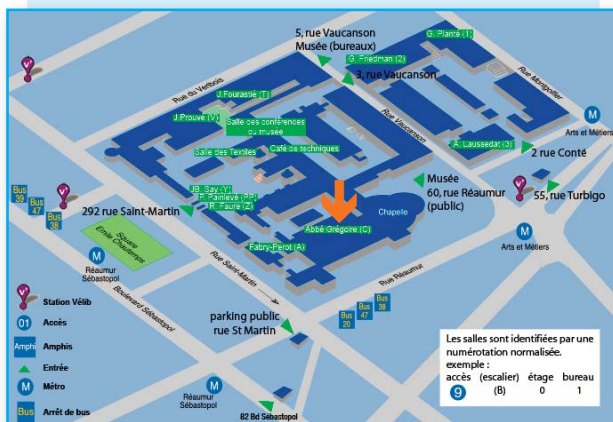 5, rue Vaucanson
Musée (bureaux)
G. Planté (1)
G. Friedman (2)
3, rue Vaucanson
Rue Montgolfier
Rue du Vertbois
J.Fourastié (T)
J.Prouvé (V)
Salle des conférences
du musée
Rue Vaucanson
M
Arts et Métiers
A. Laussedat (3)
2 rue Conté
Salle des Textiles
Café de techniques
Musée
60, rue Réaumur
(public)
55, rue Turbigo
Bus
39
Bus
47
Bus
38
JB. Say (Y)
P. Painlevé (PP)
R. Faure (Z)
292 rue Saint-Martin
Chapelle
Abbé Grégoire (C)
M
Arts et Métiers
Square
Emile Chautemps
Fabry-Perot (A)
M
Réaumur
Sébastopol
Rue Saint-Martin
Rue Réaumur
Boulevard Sébastopol
Station Vélib
01
Accès
Amphi
Amphis
Entrée
M
Métro
Bus
Arrêt de bus
Bus
20
Bus
47
Bus
38
parking public
rue St Martin
M
Réaumur
Sébastopol
82 Bd Sébastopol
Les salles sont identifiées par une
numérotation normalisée.
exemple :
accès (escalier) étage bureau
9 (B) 0 1